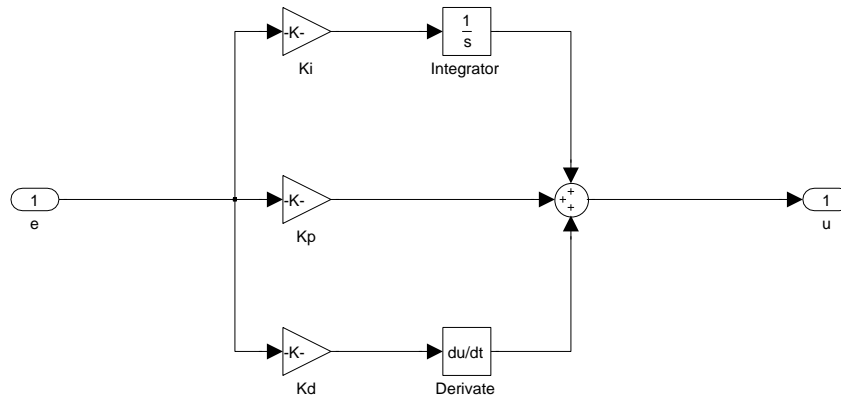 -K-
1
s
Ki
Integrator
1
-K-
+
+
+
1
e
Kp
u
-K-
du/dt
Kd
Derivate